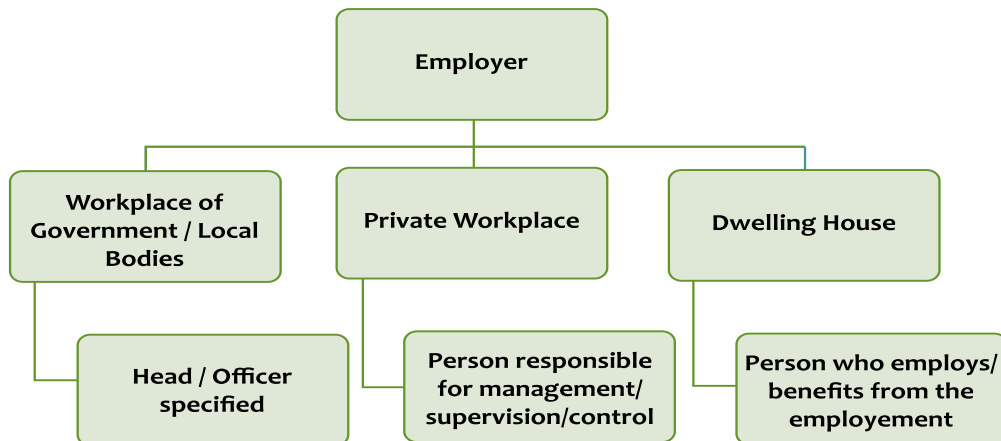 Employer
Workplace of
Government / Local
Bodies
Private Workplace
Dwelling House
Head / Officer
specified
Person responsible
for management/
supervision/control
Person who employs/
benefits from the
employement